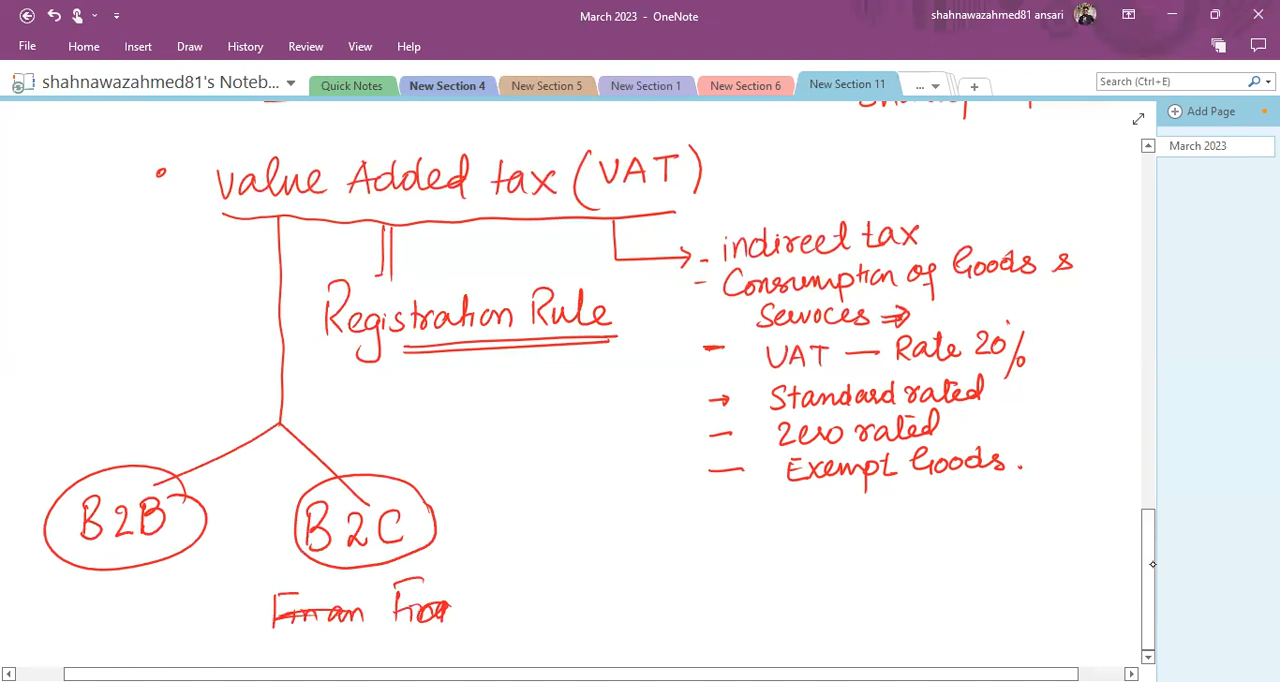 March 2023 - OneNote
shahnawazahmed81 ansari
File Home Insert Draw History Review View Help
shahnawazahmed81's Noteb... Quick Notes New Section 4 New Section 5 New Section 1 New Section 6 New Section 11 ... + Search (Ctrl+E)
Add Page
March 2023
• Value Added tax (VAT)
Registration Rule
- indirect tax
- Consumption of Goods &
Services ⇒
- VAT — Rate 20%
→ Standard rated
- Zero rated
— Exempt Goods.
B2B B2C